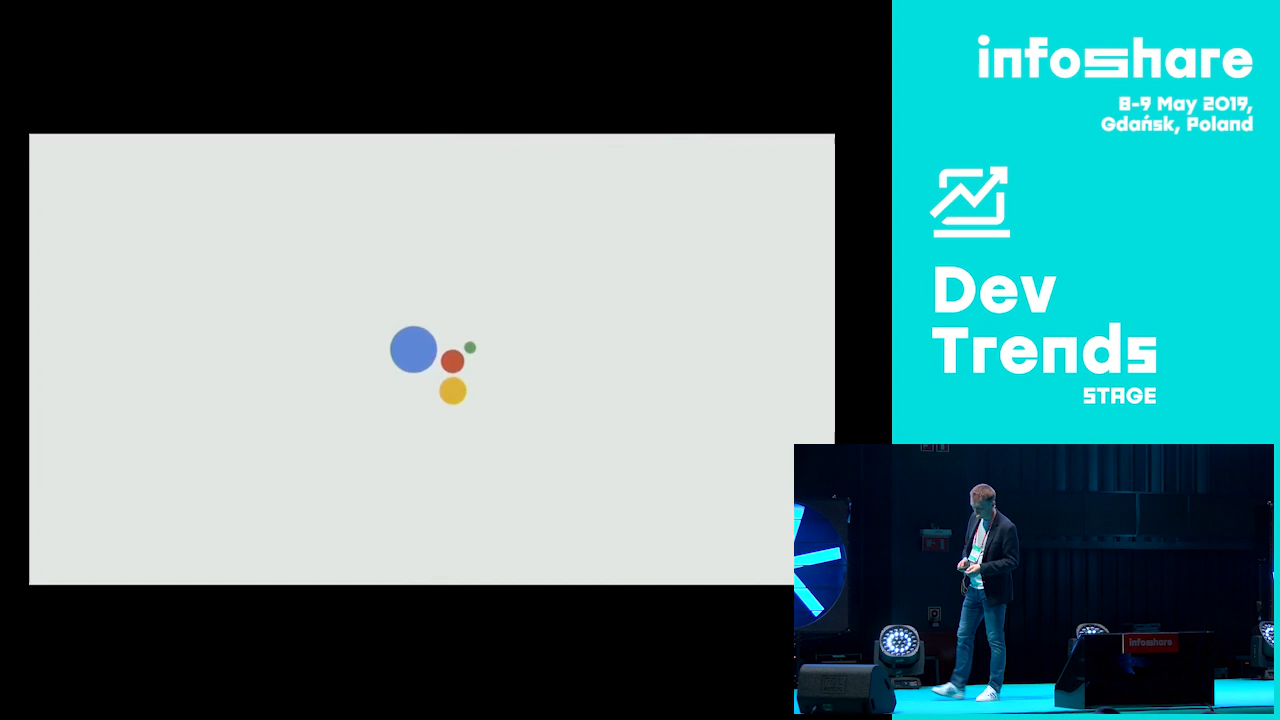 infoshare
8-9 May 2019,
Gdańsk, Poland
Dev
Trends
STAGE
infoshare